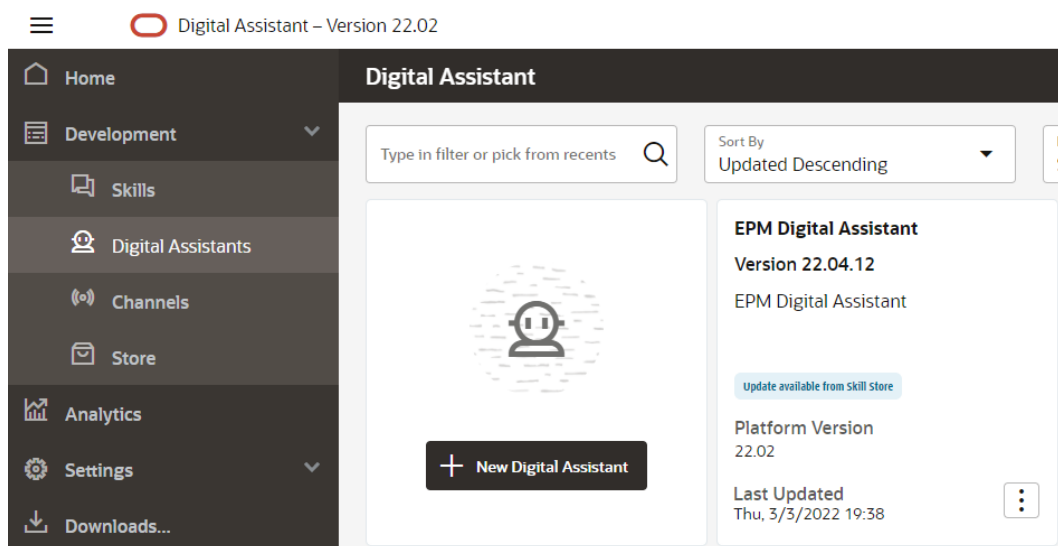 Digital Assistant – Version 22.02
Home
Development
Skills
Digital Assistants
Channels
Store
Analytics
Settings
Downloads...
Digital Assistant
Type in filter or pick from recents
Sort By
Updated Descending
New Digital Assistant
EPM Digital Assistant
Version 22.04.12
EPM Digital Assistant
Update available from Skill Store
Platform Version
22.02
Last Updated
Thu, 3/3/2022 19:38